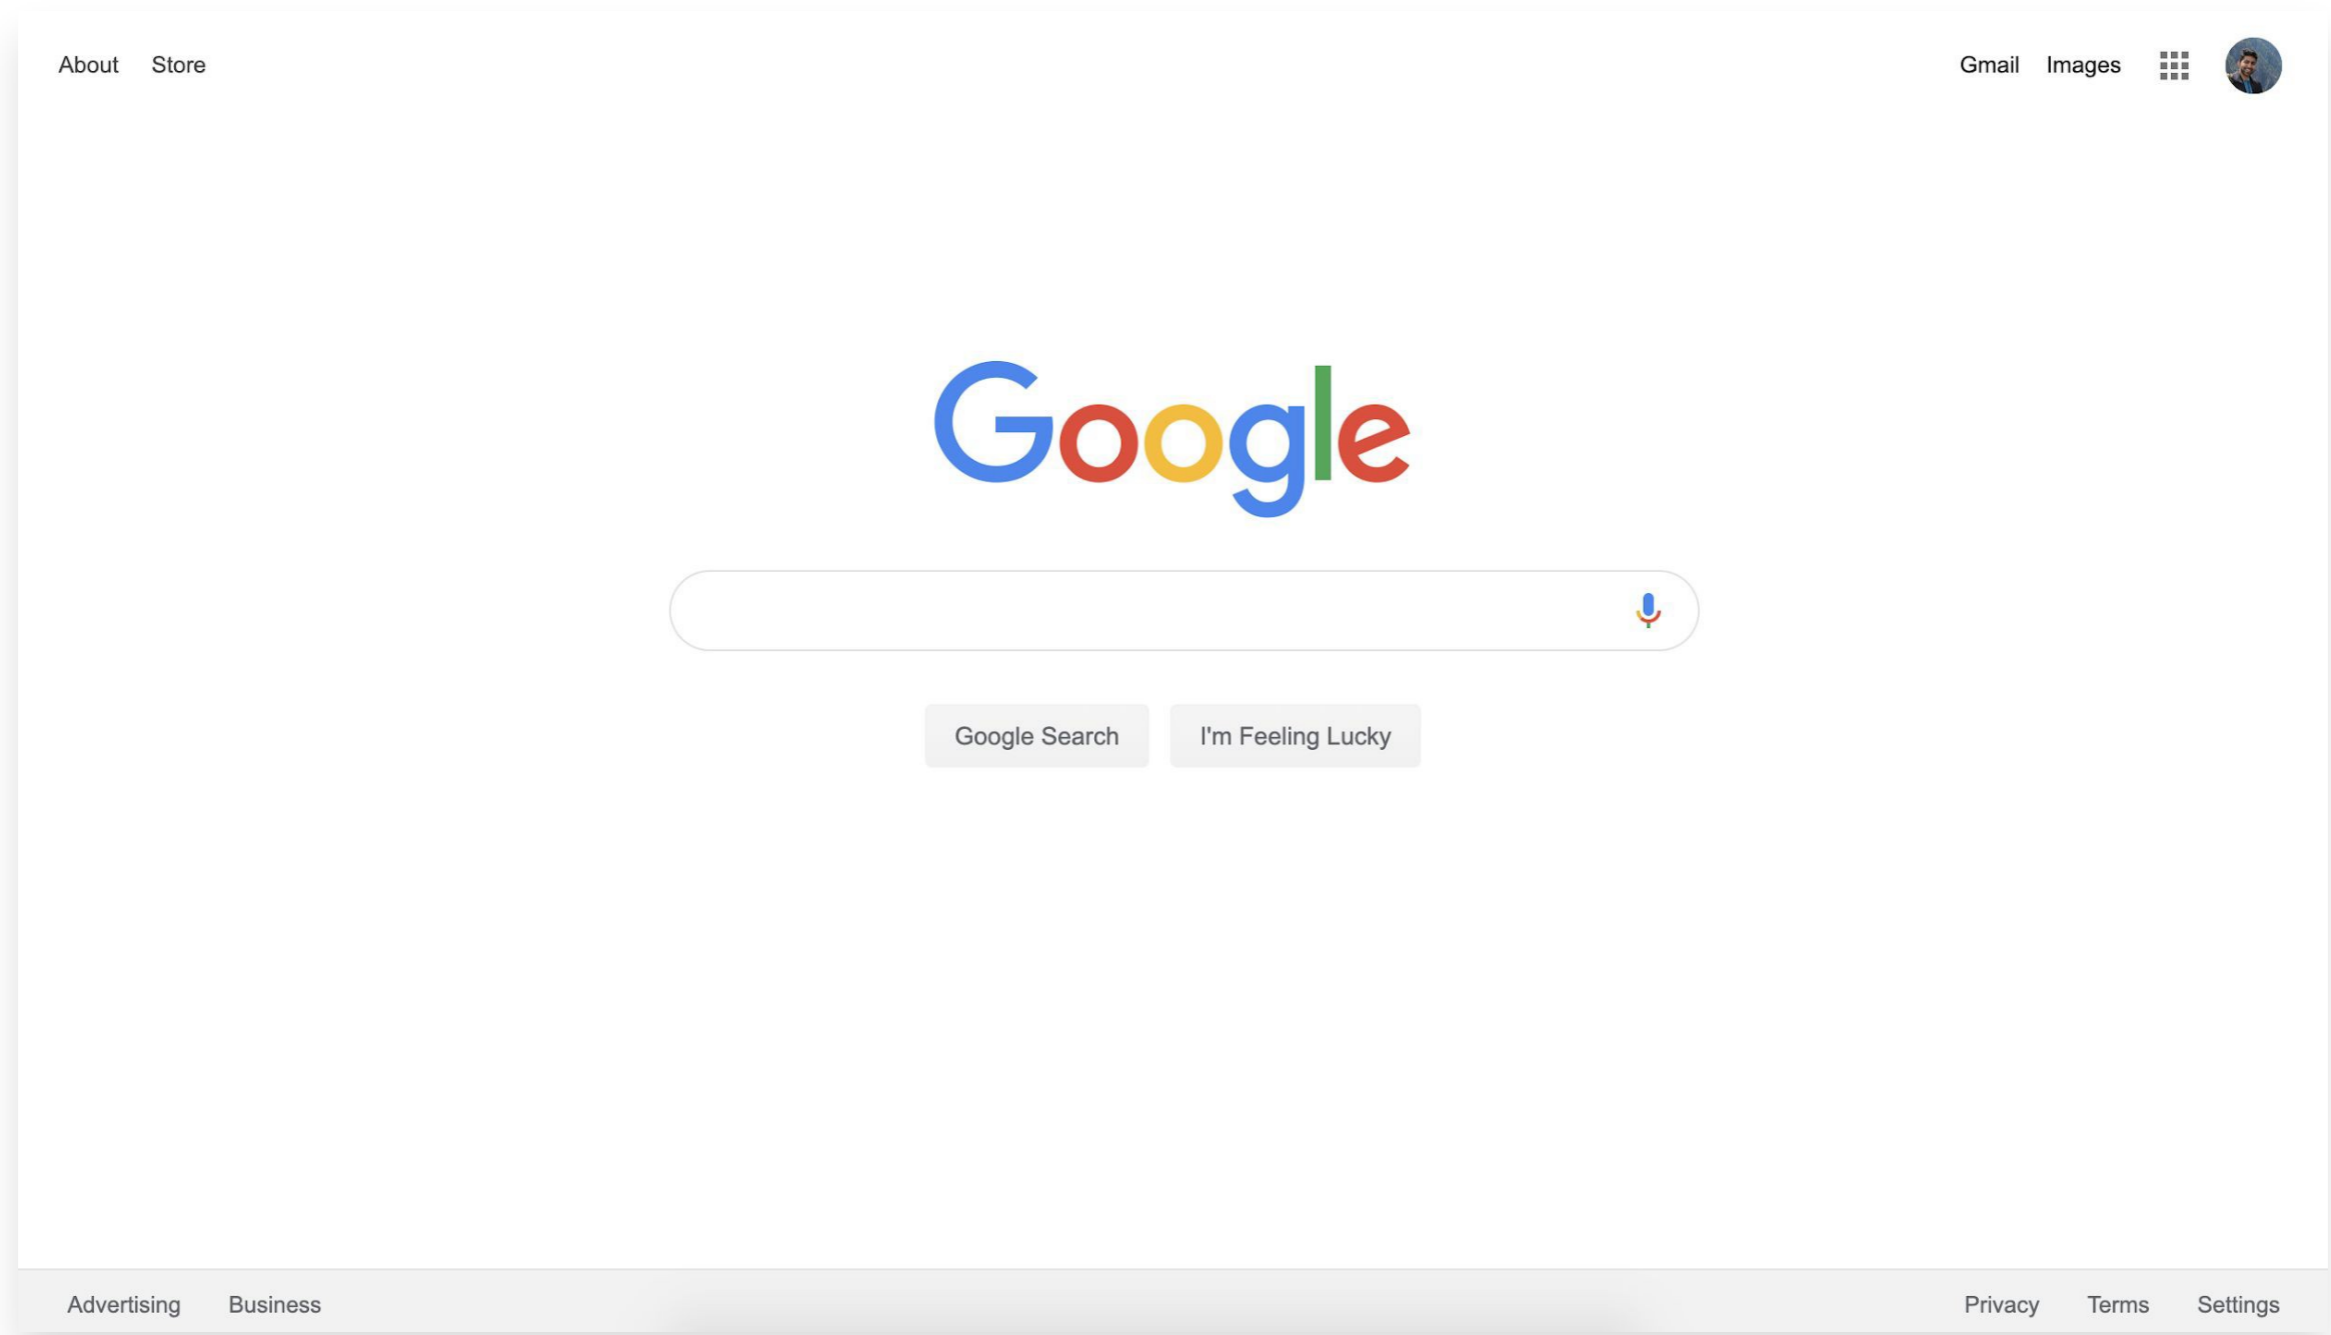 About Store Gmail Images
Google
Google Search I'm Feeling Lucky
Advertising Business Privacy Terms Settings